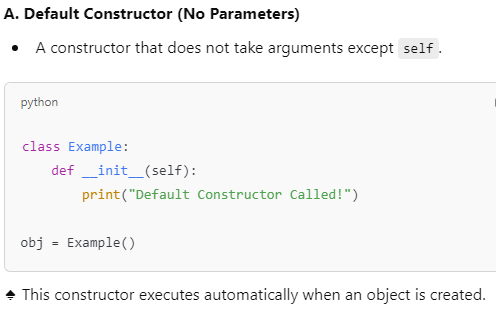 A. Default Constructor (No Parameters)
• A constructor that does not take arguments except self.
python
class Example:
    def __init__(self):
        print("Default Constructor Called!")
obj = Example()
♠ This constructor executes automatically when an object is created.